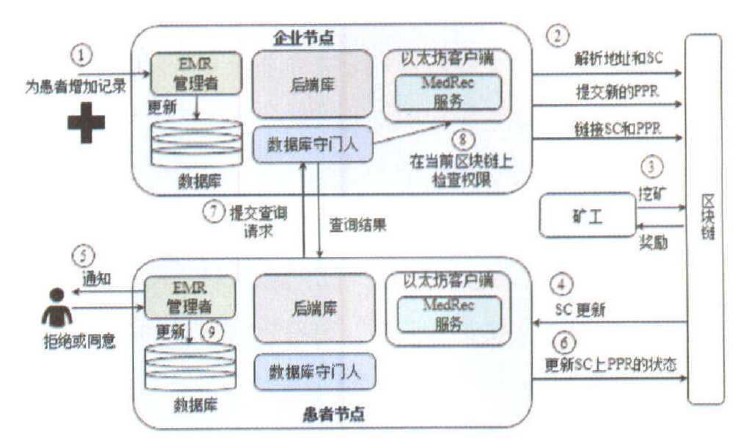 企业节点
①
为患者增加记录
EMR
管理者
更新
数据库
后端库
数据库守门人
以太坊客户端
MedRec
服务
⑧
在当前区块链上
检查权限
②
解析地址和SC
提交新的PPR
链接SC和PPR
③
挖矿
矿工
奖励
区块链
⑦
提交查询
请求
查询结果
⑤
通知
拒绝或同意
EMR
管理者
更新
⑨
数据库
后端库
数据库守门人
以太坊客户端
MedRec
服务
患者节点
④
SC 更新
⑥
更新SC上PPR的状态